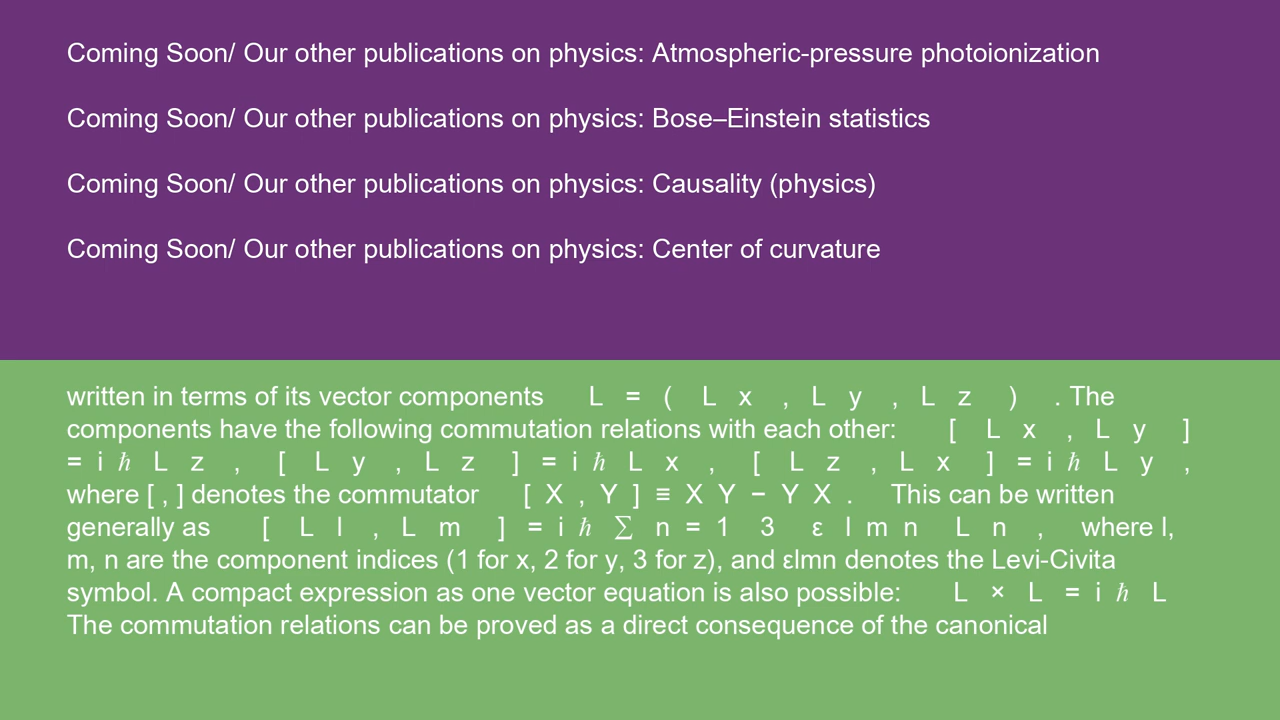 Coming Soon/ Our other publications on physics: Atmospheric-pressure photoionization
Coming Soon/ Our other publications on physics: Bose–Einstein statistics
Coming Soon/ Our other publications on physics: Causality (physics)
Coming Soon/ Our other publications on physics: Center of curvature
written in terms of its vector components L = ( L x , L y , L z ) . The
components have the following commutation relations with each other: [ L x , L y ]
= i ℏ L z , [ L y , L z ] = i ℏ L x , [ L z , L x ] = i ℏ L y ,
where [ , ] denotes the commutator [ X , Y ] ≡ X Y − Y X . This can be written
generally as [ L l , L m ] = i ℏ ∑ n = 1 3 ε l m n L n , where l,
m, n are the component indices (1 for x, 2 for y, 3 for z), and εlmn denotes the Levi-Civita
symbol. A compact expression as one vector equation is also possible: L × L = i ℏ L
The commutation relations can be proved as a direct consequence of the canonical